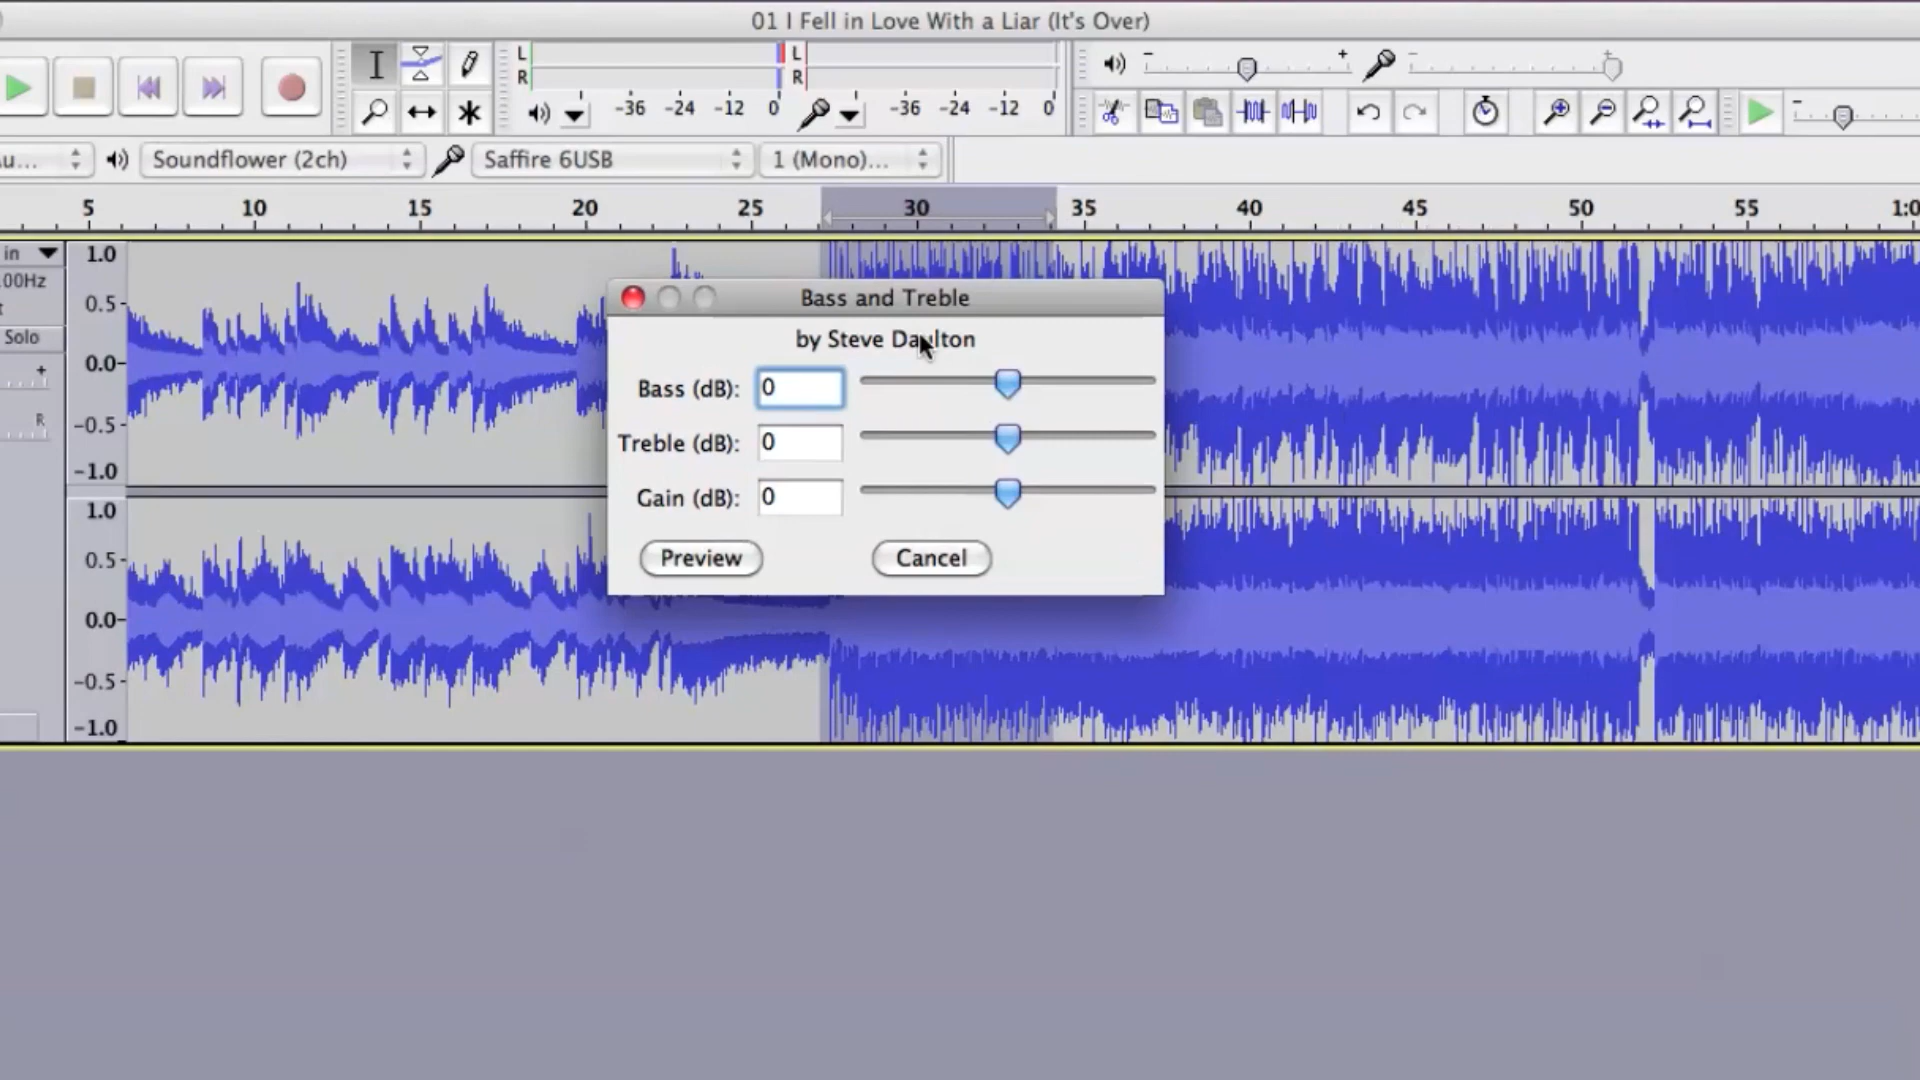 01 I Fell in Love With a Liar (It's Over)
L
R
L
R
-36 -24 -12 0
-36 -24 -12 0
- +
- +
-
u... Soundflower (2ch) Saffire 6USB 1 (Mono)...
5 10 15 20 25 30 35 40 45 50 55 1:0
in
00Hz
t
Solo
+
R
1.0
0.5
0.0
-0.5
-1.0
1.0
0.5
0.0
-0.5
-1.0
Bass and Treble
by Steve Daulton
Bass (dB): 0
Treble (dB): 0
Gain (dB): 0
Preview Cancel